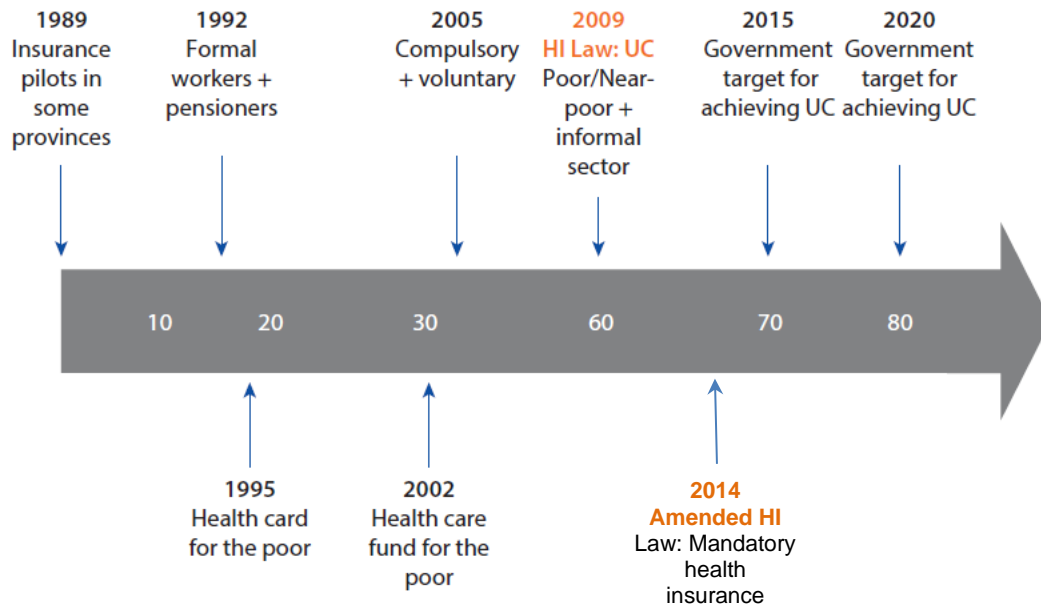 1989
Insurance
pilots in
some
provinces
1992
Formal
workers +
pensioners
2005
Compulsory
+ voluntary
2009
HI Law: UC
Poor/Near-
poor +
informal
sector
2015
Government
target for
achieving UC
2020
Government
target for
achieving UC
10 20 30 60 70 80
1995
Health card
for the poor
2002
Health care
fund for the
poor
2014
Amended HI
Law: Mandatory
health
insurance